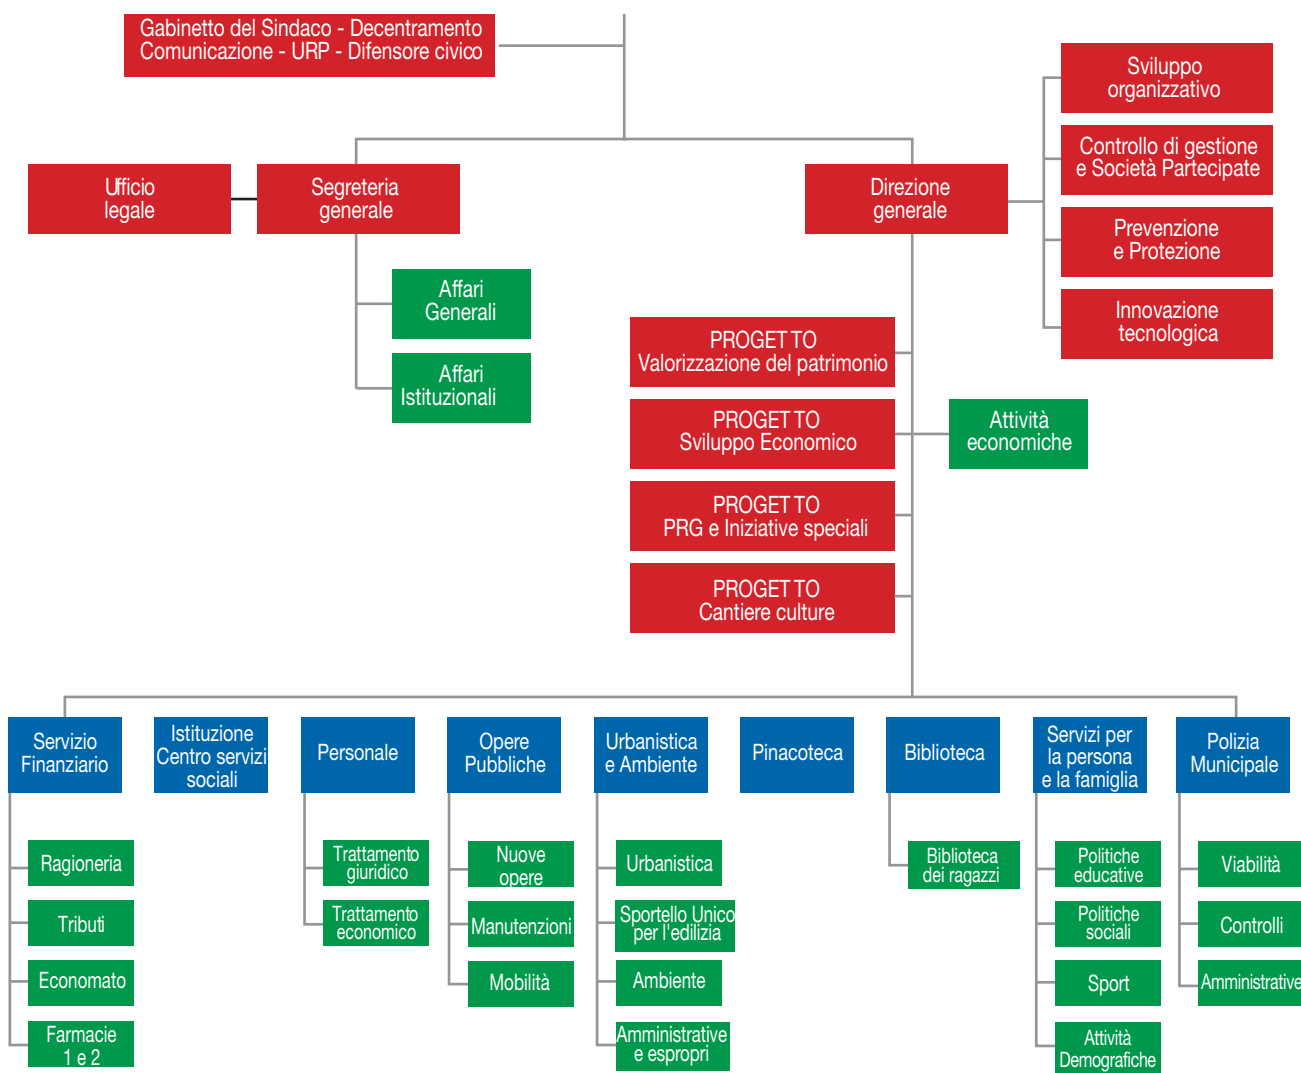 Gabinetto del Sindaco - Decentramento
Comunicazione - URP - Difensore civico
Sviluppo
organizzativo
Controllo di gestione
e Società Partecipate
Prevenzione
e Protezione
Innovazione
tecnologica
Ufficio
legale
Segreteria
generale
Direzione
generale
Affari
Generali
Affari
Istituzionali
PROGETTO
Valorizzazione del patrimonio
PROGETTO
Sviluppo Economico
Attività
economiche
PROGETTO
PRG e Iniziative speciali
PROGETTO
Cantiere culture
Servizio
Finanziario
Istituzione
Centro servizi
sociali
Personale
Opere
Pubbliche
Urbanistica
e Ambiente
Pinacoteca
Biblioteca
Servizi per
la persona
e la famiglia
Polizia
Municipale
Ragioneria
Tributi
Economato
Farmacie
1 e 2
Trattamento
giuridico
Trattamento
economico
Nuove
opere
Manutenzioni
Mobilità
Urbanistica
Sportello Unico
per l'edilizia
Ambiente
Amministrative
e espropri
Biblioteca
dei ragazzi
Politiche
educative
Politiche
sociali
Sport
Attività
Demografiche
Viabilità
Controlli
Amministrative